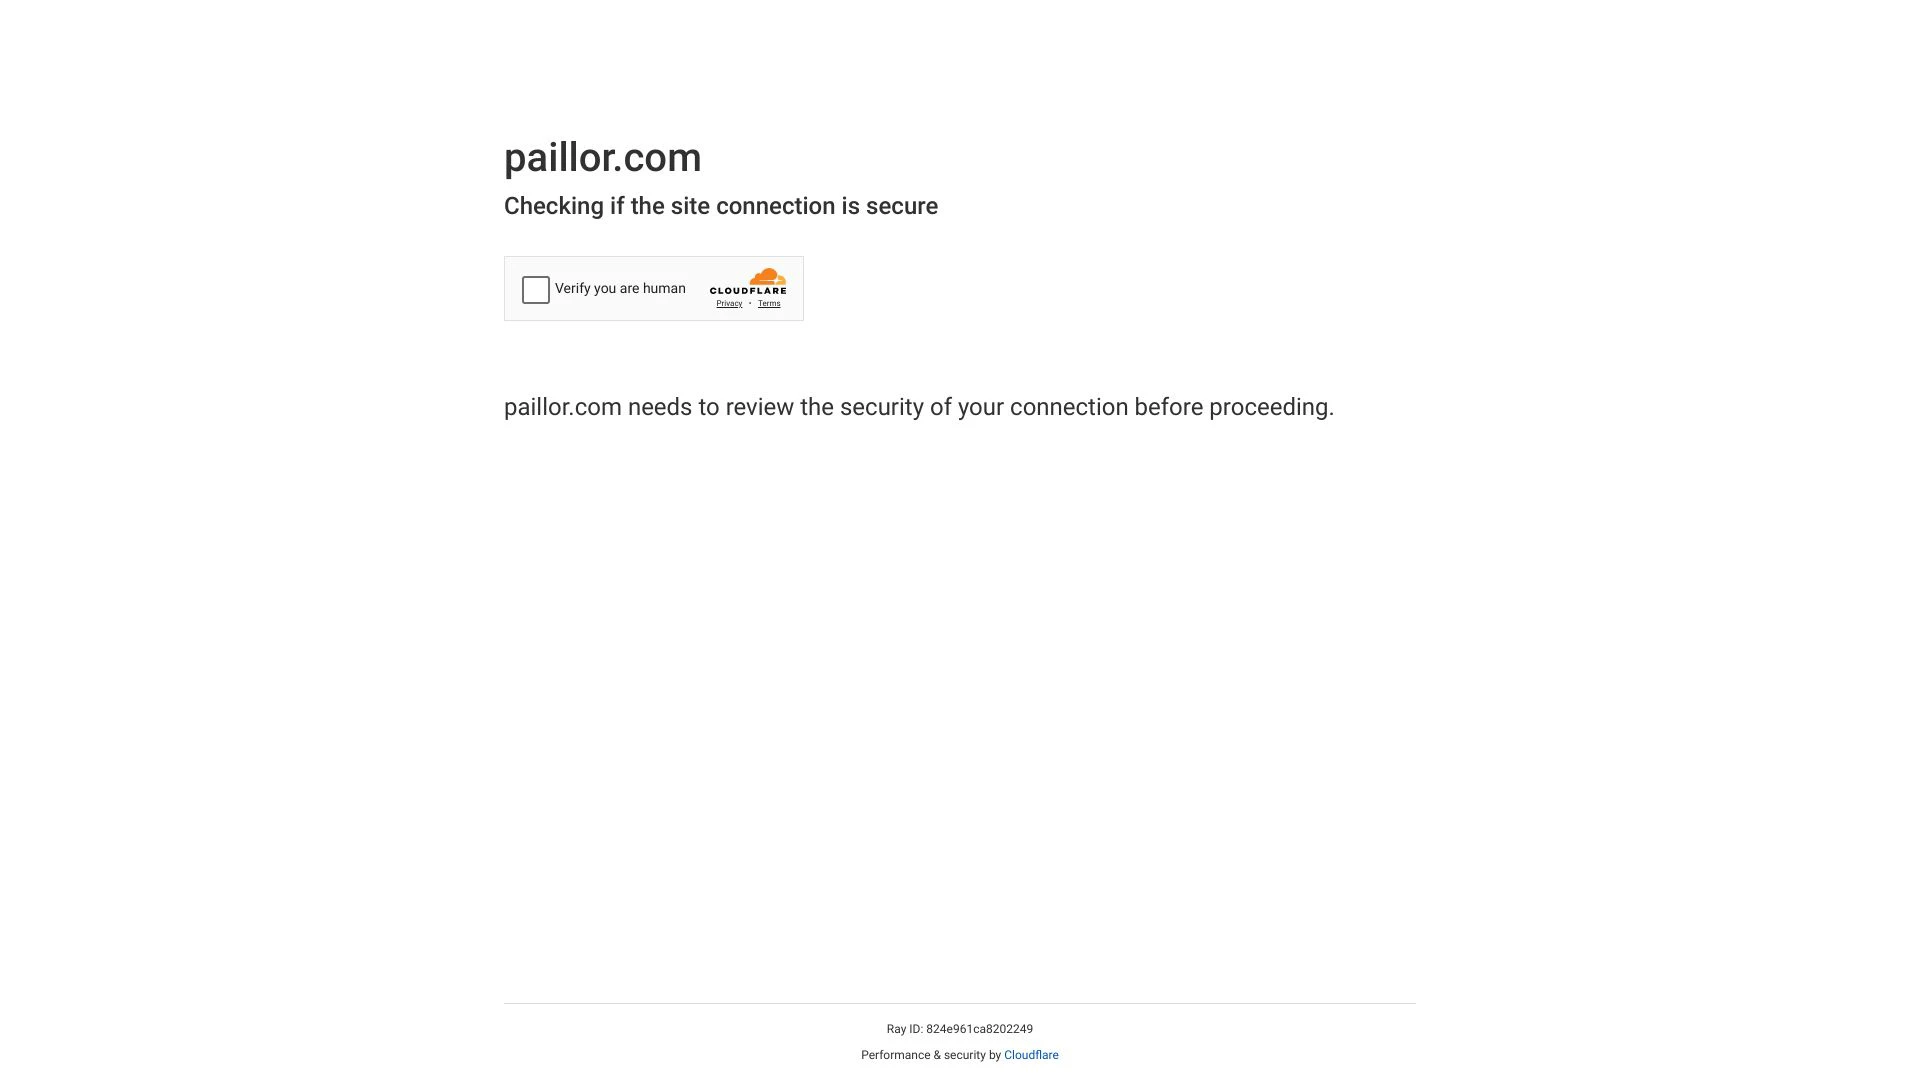 paillor.com
Checking if the site connection is secure
Verify you are human
CLOUDFLARE
Privacy • Terms
paillor.com needs to review the security of your connection before proceeding.
Ray ID: 824e961ca8202249
Performance & security by Cloudflare